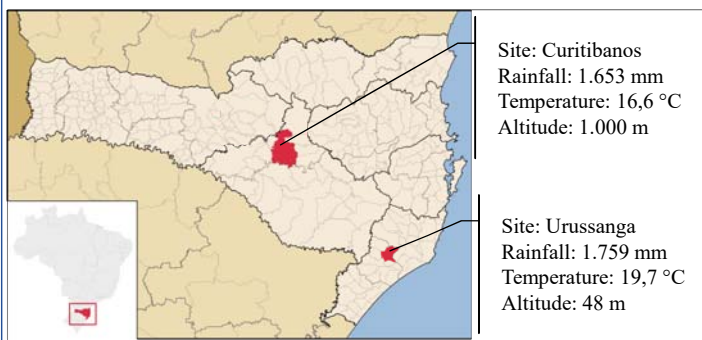 Site: Curitibanos
Rainfall: 1.653 mm
Temperature: 16,6 °C
Altitude: 1.000 m
Site: Urussanga
Rainfall: 1.759 mm
Temperature: 19,7 °C
Altitude: 48 m